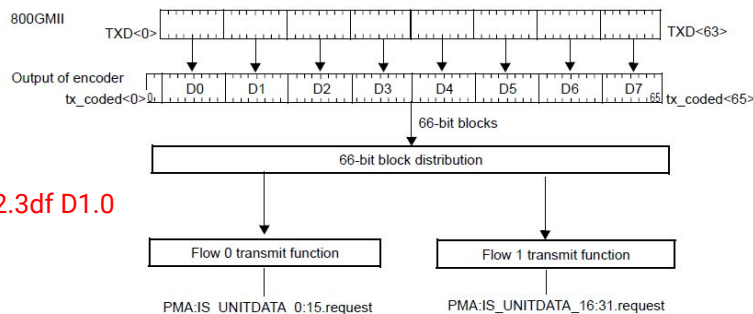 800GMII
TXD<0>
TXD<63>
Output of encoder
tx_coded<0>
0
D0 D1 D2 D3 D4 D5 D6 D7
65
tx_coded<65>
66-bit blocks
66-bit block distribution
2.3df D1.0
Flow 0 transmit function
Flow 1 transmit function
PMA:IS_UNITDATA_0:15.request
PMA:IS_UNITDATA_16:31.request